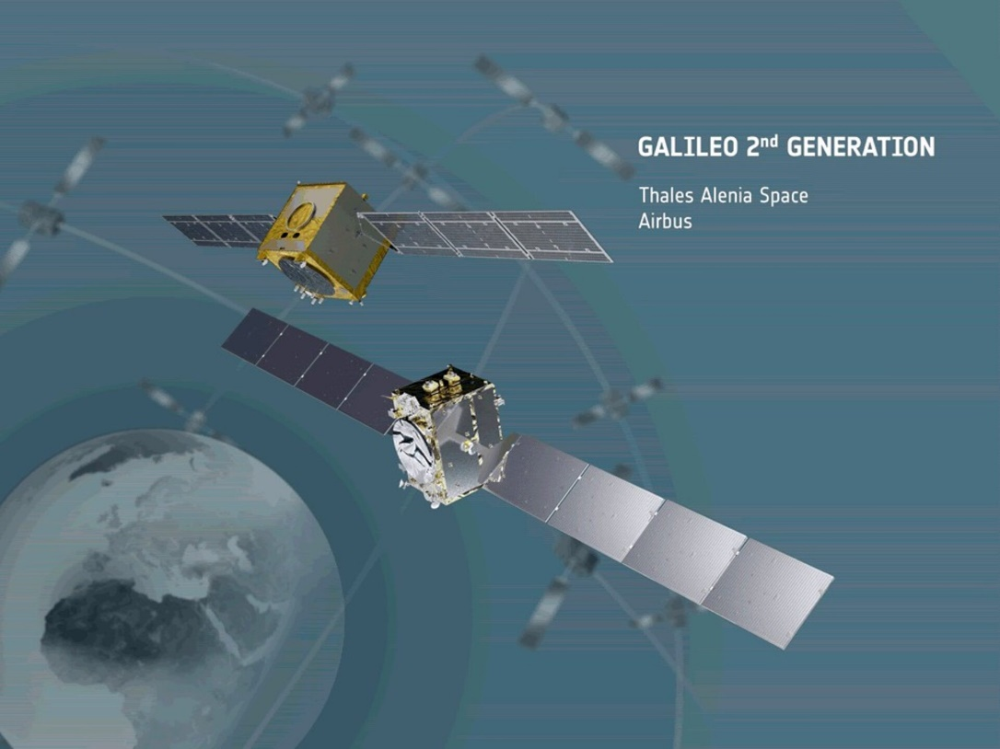 GALILEO 2nd GENERATION
Thales Alenia Space
Airbus